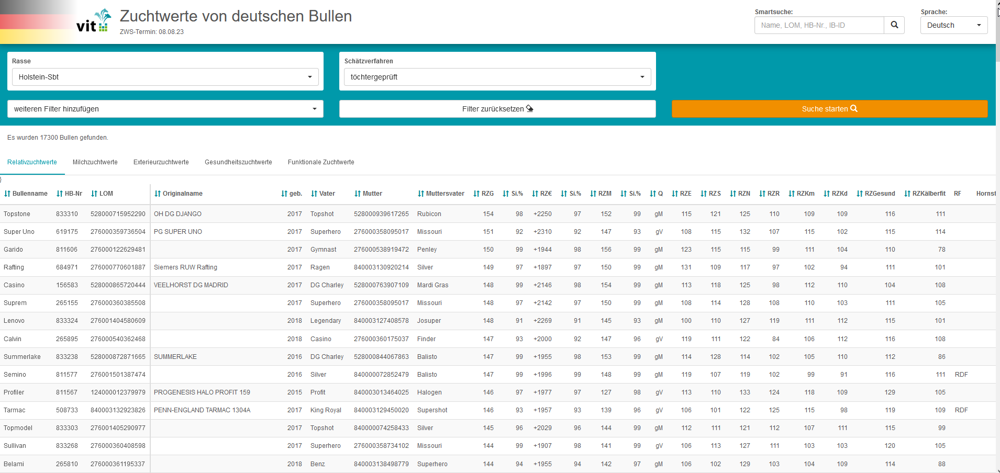 vit
Zuchtwerte von deutschen Bullen
ZWS-Termin: 08.08.23
Smartsuche:
Name, LOM, HB-Nr., IB-ID
Sprache:
Deutsch
Rasse
Holstein-Sbt
Schätzverfahren
töchtergeprüft
weiteren Filter hinzufügen
Filter zurücksetzen
Suche starten
Es wurden 17300 Bullen gefunden.
Relativzuchtwerte Milchzuchtwerte Exterieurzuchtwerte Gesundheitszuchtwerte Funktionale Zuchtwerte
}
Bullenname HB-Nr LOM Originalname geb. Vater Mutter Muttersvater RZG Si.% RZ€ Si.% RZM Si.% Q RZE RZS RZN RZR RZKm RZKd RZGesund RZKälberfit RF Hornst
Topstone 833310 528000715952290 OH DG DJANGO 2017 Topshot 528000939617265 Rubicon 154 98 +2250 97 152 99 gM 115 121 125 110 109 109 116 111
Super Uno 619175 276000359736504 PG SUPER UNO 2017 Superhero 276000358095017 Missouri 151 92 +2310 92 147 93 gV 108 115 132 107 115 102 115 114
Garido 811606 276000122629481 2017 Gymnast 276000538919472 Penley 150 99 +1944 98 156 99 gM 123 115 115 99 111 104 110 78
Rafting 684971 276000770601887 Siemers RUW Rafting 2017 Ragen 840003130920214 Silver 149 97 +1897 97 150 99 gM 131 109 117 97 102 94 111 101
Casino 156583 528000865720444 VEELHORST DG MADRID 2017 DG Charley 528000763907109 Mardi Gras 148 99 +2146 98 154 99 gM 113 118 125 98 112 110 104 108
Suprem 265155 276000360385508 2017 Superhero 276000358095017 Missouri 148 97 +2142 97 150 99 gM 108 114 128 108 110 103 111 105
Lenovo 833324 276001404580609 2018 Legendary 840003127408578 Josuper 148 91 +2269 91 145 93 gM 100 110 127 119 111 112 115 101
Calvin 265895 276000540362468 2018 Casino 276000360175037 Finder 147 93 +2000 92 147 96 gV 119 111 122 84 106 112 116 108
Summerlake 833238 528000872871665 SUMMERLAKE 2016 DG Charley 528000844067863 Balisto 147 99 +1955 98 153 99 gM 114 128 114 102 105 110 112 86
Semino 811577 276001501387474 2016 Silver 840000072852479 Balisto 147 99 +1996 99 148 99 gM 119 107 119 102 99 91 116 111 RDF
Profiler 811567 124000012379979 PROGENESIS HALO PROFIT 159 2015 Profit 840003013464025 Halogen 146 97 +1977 97 127 98 gV 113 110 133 124 118 109 129 105
Tarmac 508733 840003132923826 PENN-ENGLAND TARMAC 1304A 2017 King Royal 840003129450020 Supershot 146 93 +1957 93 139 96 gV 106 101 122 125 115 98 119 109 RDF
Topmodel 833303 276001405290977 2017 Topshot 840000074258433 Silver 145 96 +2029 96 144 99 gM 112 111 121 112 107 111 115 99
Sullivan 833268 276000360408598 2017 Superhero 276000358734102 Missouri 144 99 +1907 98 141 99 gV 106 113 127 111 103 103 120 105
Belami 265810 276000361195337 2018 Benz 840003138498779 Superhero 144 94 +1955 94 142 97 gM 106 102 129 103 104 109 114 88